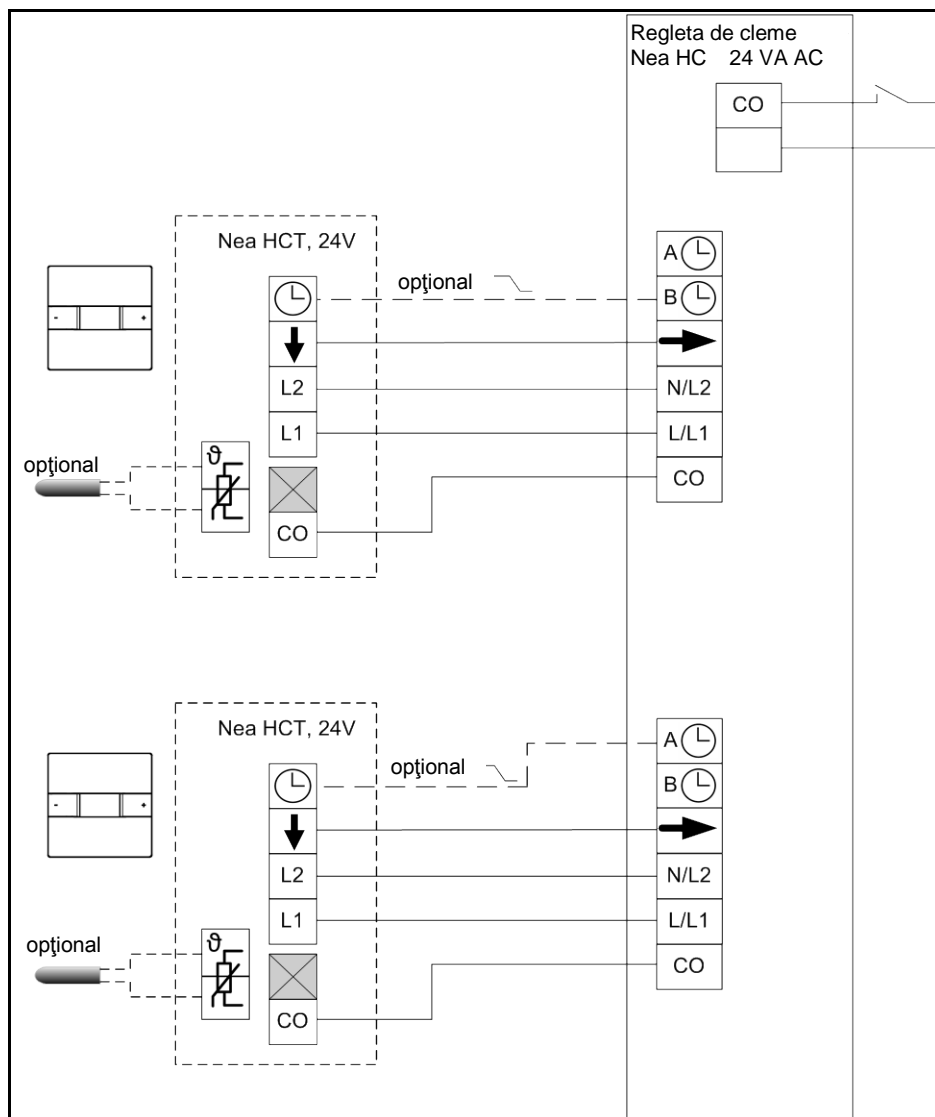 Regleta de cleme
Nea HC 24 VA AC
CO
Nea HCT, 24V
A
opţional
B
- +
L2
N/L2
L1
L/L1
opţional
ϑ
CO
CO
Nea HCT, 24V
A
opţional
B
- +
L2
N/L2
L1
L/L1
opţional
ϑ
CO
CO